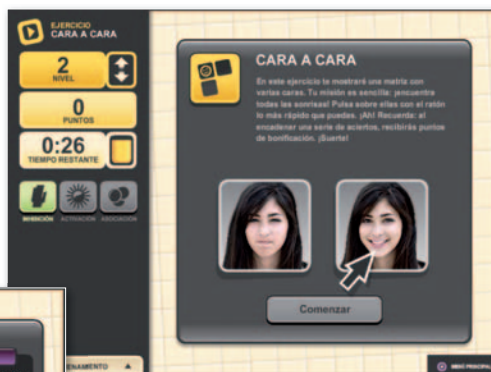 EJERCICIO
CARA A CARA
2
NIVEL
0
PUNTOS
0:26
TIEMPO RESTANTE
INHIBICIÓN ACTIVACIÓN ASOCIACIÓN
CARA A CARA
En este ejercicio te mostrará una matriz con
varias caras. Tu misión es sencilla: ¡encuentra
todas las sonrisas! Pulsa sobre ellas con el ratón
lo más rápido que puedas. ¡Ah! Recuerda: al
encadenar una serie de aciertos, recibirás puntos
de bonificación. ¡Suerte!
Comenzar
ENAMIENTO
MENÚ PRINCIPAL